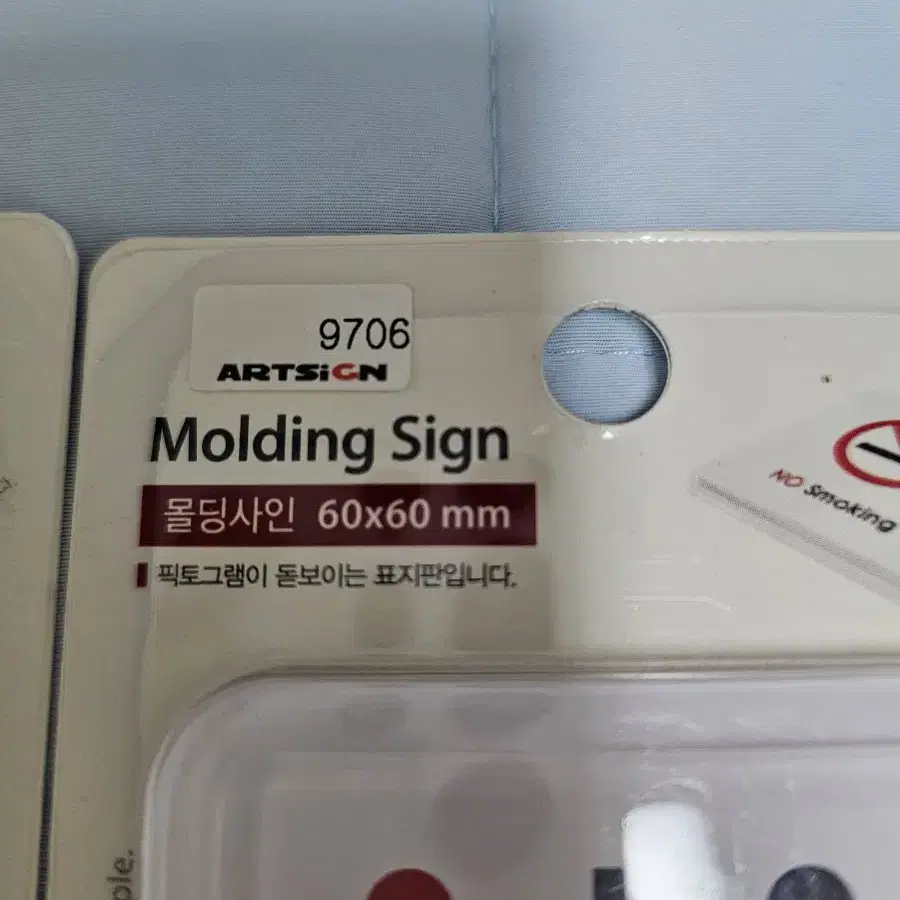 9706
ARTSiGN
Molding Sign
몰딩사인 60x60 mm
픽토그램이 돋보이는 표지판입니다.
NO Smoking